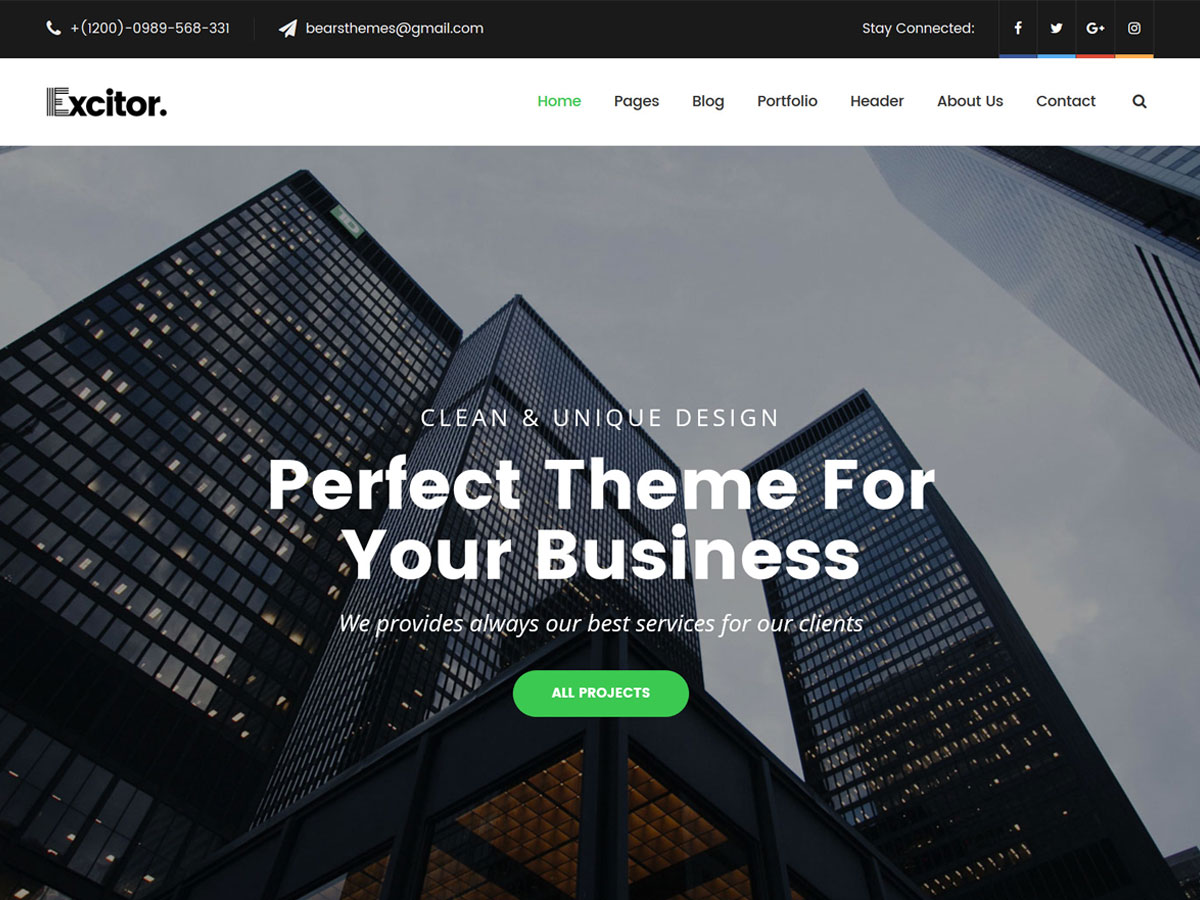 +(1200)-0989-568-331 bearsthemes@gmail.com Stay Connected:
Excitor.
Home Pages Blog Portfolio Header About Us Contact
CLEAN & UNIQUE DESIGN
Perfect Theme For
Your Business
We provides always our best services for our clients
ALL PROJECTS